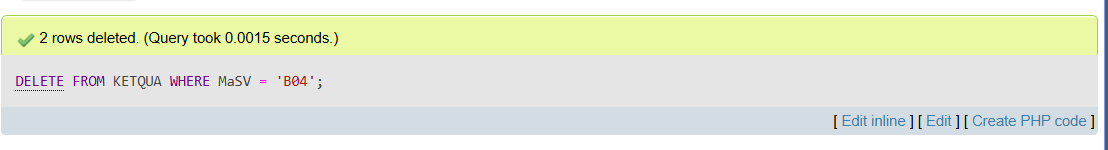 2 rows deleted. (Query took 0.0015 seconds.)
DELETE FROM KETQUA WHERE MaSV = 'B04';
[ Edit inline ] [ Edit ] [ Create PHP code ]